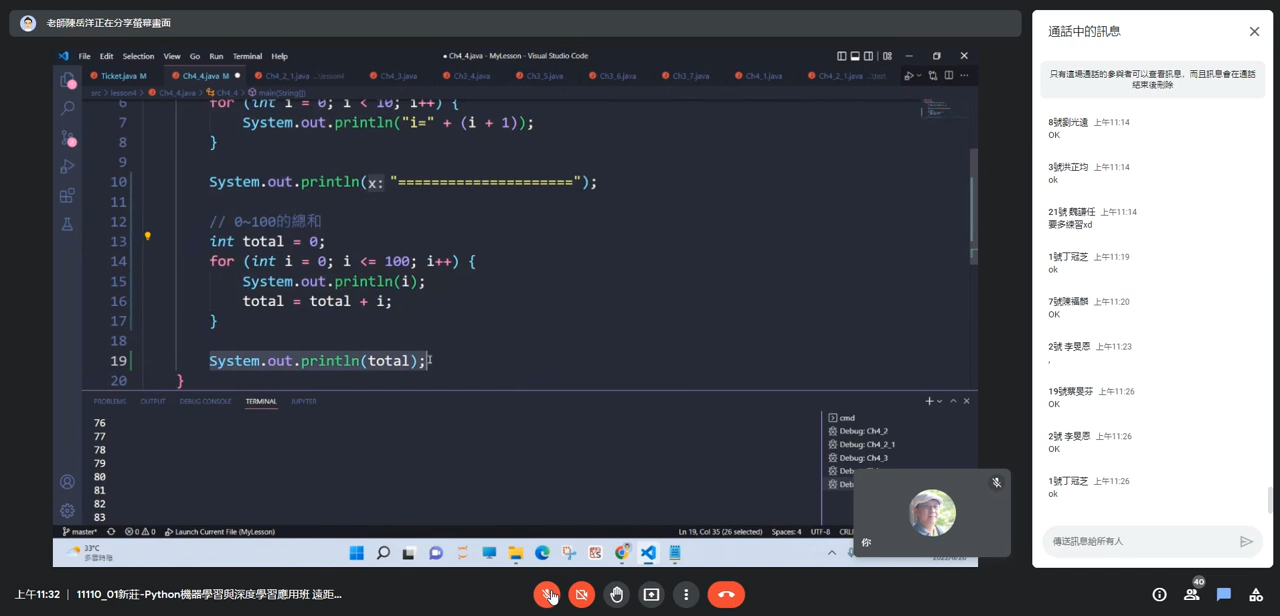 老師陳岳洋正在分享螢幕畫面
File Edit Selection View Go Run Terminal Help
● Ch4_4.java - MyLesson - Visual Studio Code
Ticket.java M
Ch4_4.java M ●
Ch4_2_1.java ...\lesson4
Ch4_3.java
Ch3_4.java
Ch3_5.java
Ch3_6.java
Ch3_7.java
Ch4_1.java
Ch4_2_1.java ...\test
src > lesson4 > Ch4_4.java > Ch4_4 > main(String[])
6 for (int i = 0; i < 10; i++) {
7 System.out.println("i=" + (i + 1));
8 }
9
10 System.out.println(x: "=====================");
11
12 // 0~100的總和
13 int total = 0;
14 for (int i = 0; i <= 100; i++) {
15 System.out.println(i);
16 total = total + i;
17 }
18
19 System.out.println(total);
20 }
PROBLEMS OUTPUT DEBUG CONSOLE TERMINAL JUPYTER
76
77
78
79
80
81
82
83
cmd
Debug: Ch4_2
Debug: Ch4_2_1
Debug: Ch4_3
master*
0 0
Launch Current File (MyLesson)
Ln 19, Col 35 (26 selected)
Spaces: 4
UTF-8
33°C
你
上午11:32 | 11110_01新莊-Python機器學習與深度學習應用班 遠距...
40
通話中的訊息
只有這場通話的參與者可以查看訊息，而且訊息會在通話
結束後刪除
8號劉光遠 上午11:14
OK
3號洪正均 上午11:14
ok
21號 魏謙任 上午11:14
要多練習xd
1號丁冠芝 上午11:19
ok
7號陳福麟 上午11:20
OK
2號 李旻恩 上午11:23
,
19號蔡旻芬 上午11:26
OK
2號 李旻恩 上午11:26
OK
1號丁冠芝 上午11:26
ok
傳送訊息給所有人